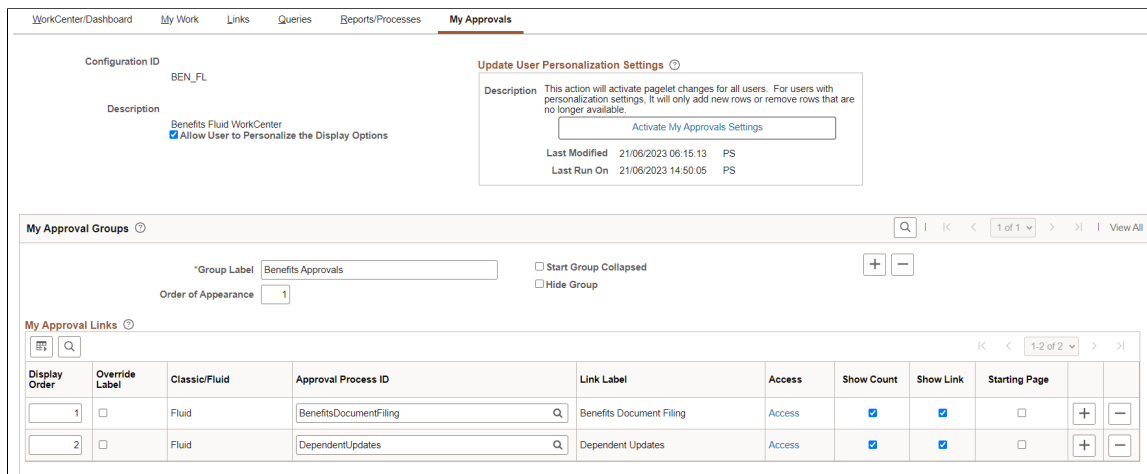 WorkCenter/Dashboard My Work Links Queries Reports/Processes My Approvals
Configuration ID
BEN_FL
Description
Benefits Fluid WorkCenter
Allow User to Personalize the Display Options
Update User Personalization Settings
Description This action will activate pagelet changes for all users. For users with
personalization settings, It will only add new rows or remove rows that are
no longer available.
Activate My Approvals Settings
Last Modified 21/06/2023 06:15:13 PS
Last Run On 21/06/2023 14:50:05 PS
My Approval Groups 1 of 1 View All
*Group Label Benefits Approvals Start Group Collapsed
Order of Appearance 1 Hide Group
My Approval Links
1-2 of 2
Display Order Override Label Classic/Fluid Approval Process ID Link Label Access Show Count Show Link Starting Page
1 Fluid BenefitsDocumentFiling Benefits Document Filing Access
2 Fluid DependentUpdates Dependent Updates Access